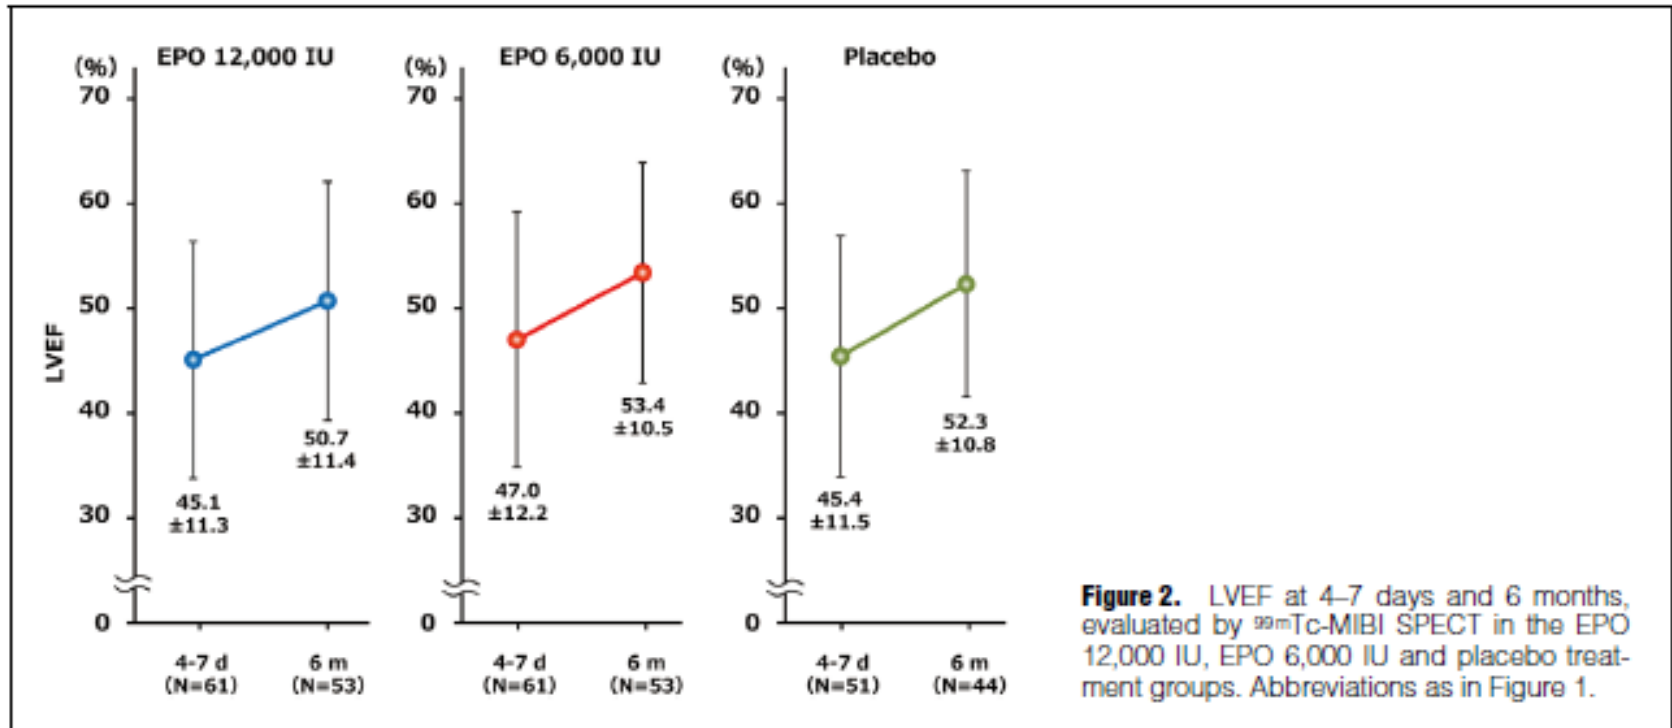 EPO 12,000 IU
(%)
70
60
50
40
30
0
LVEF
45.1
±11.3
50.7
±11.4
4-7 d
(N=61)
6 m
(N=53)
EPO 6,000 IU
(%)
70
60
50
40
30
0
47.0
±12.2
53.4
±10.5
4-7 d
(N=61)
6 m
(N=53)
Placebo
(%)
70
60
50
40
30
0
45.4
±11.5
52.3
±10.8
4-7 d
(N=51)
6 m
(N=44)
Figure 2. LVEF at 4–7 days and 6 months,
evaluated by ⁹⁹ᵐTc-MIBI SPECT in the EPO
12,000 IU, EPO 6,000 IU and placebo treat-
ment groups. Abbreviations as in Figure 1.